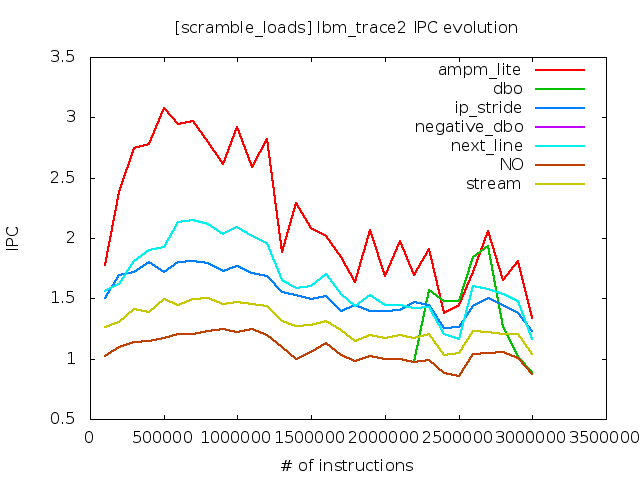 [scramble_loads] lbm_trace2 IPC evolution
3.5
3
2.5
2
1.5
1
0.5
IPC
ampm_lite
dbo
ip_stride
negative_dbo
next_line
NO
stream
0 500000 1000000 1500000 2000000 2500000 3000000 3500000
# of instructions